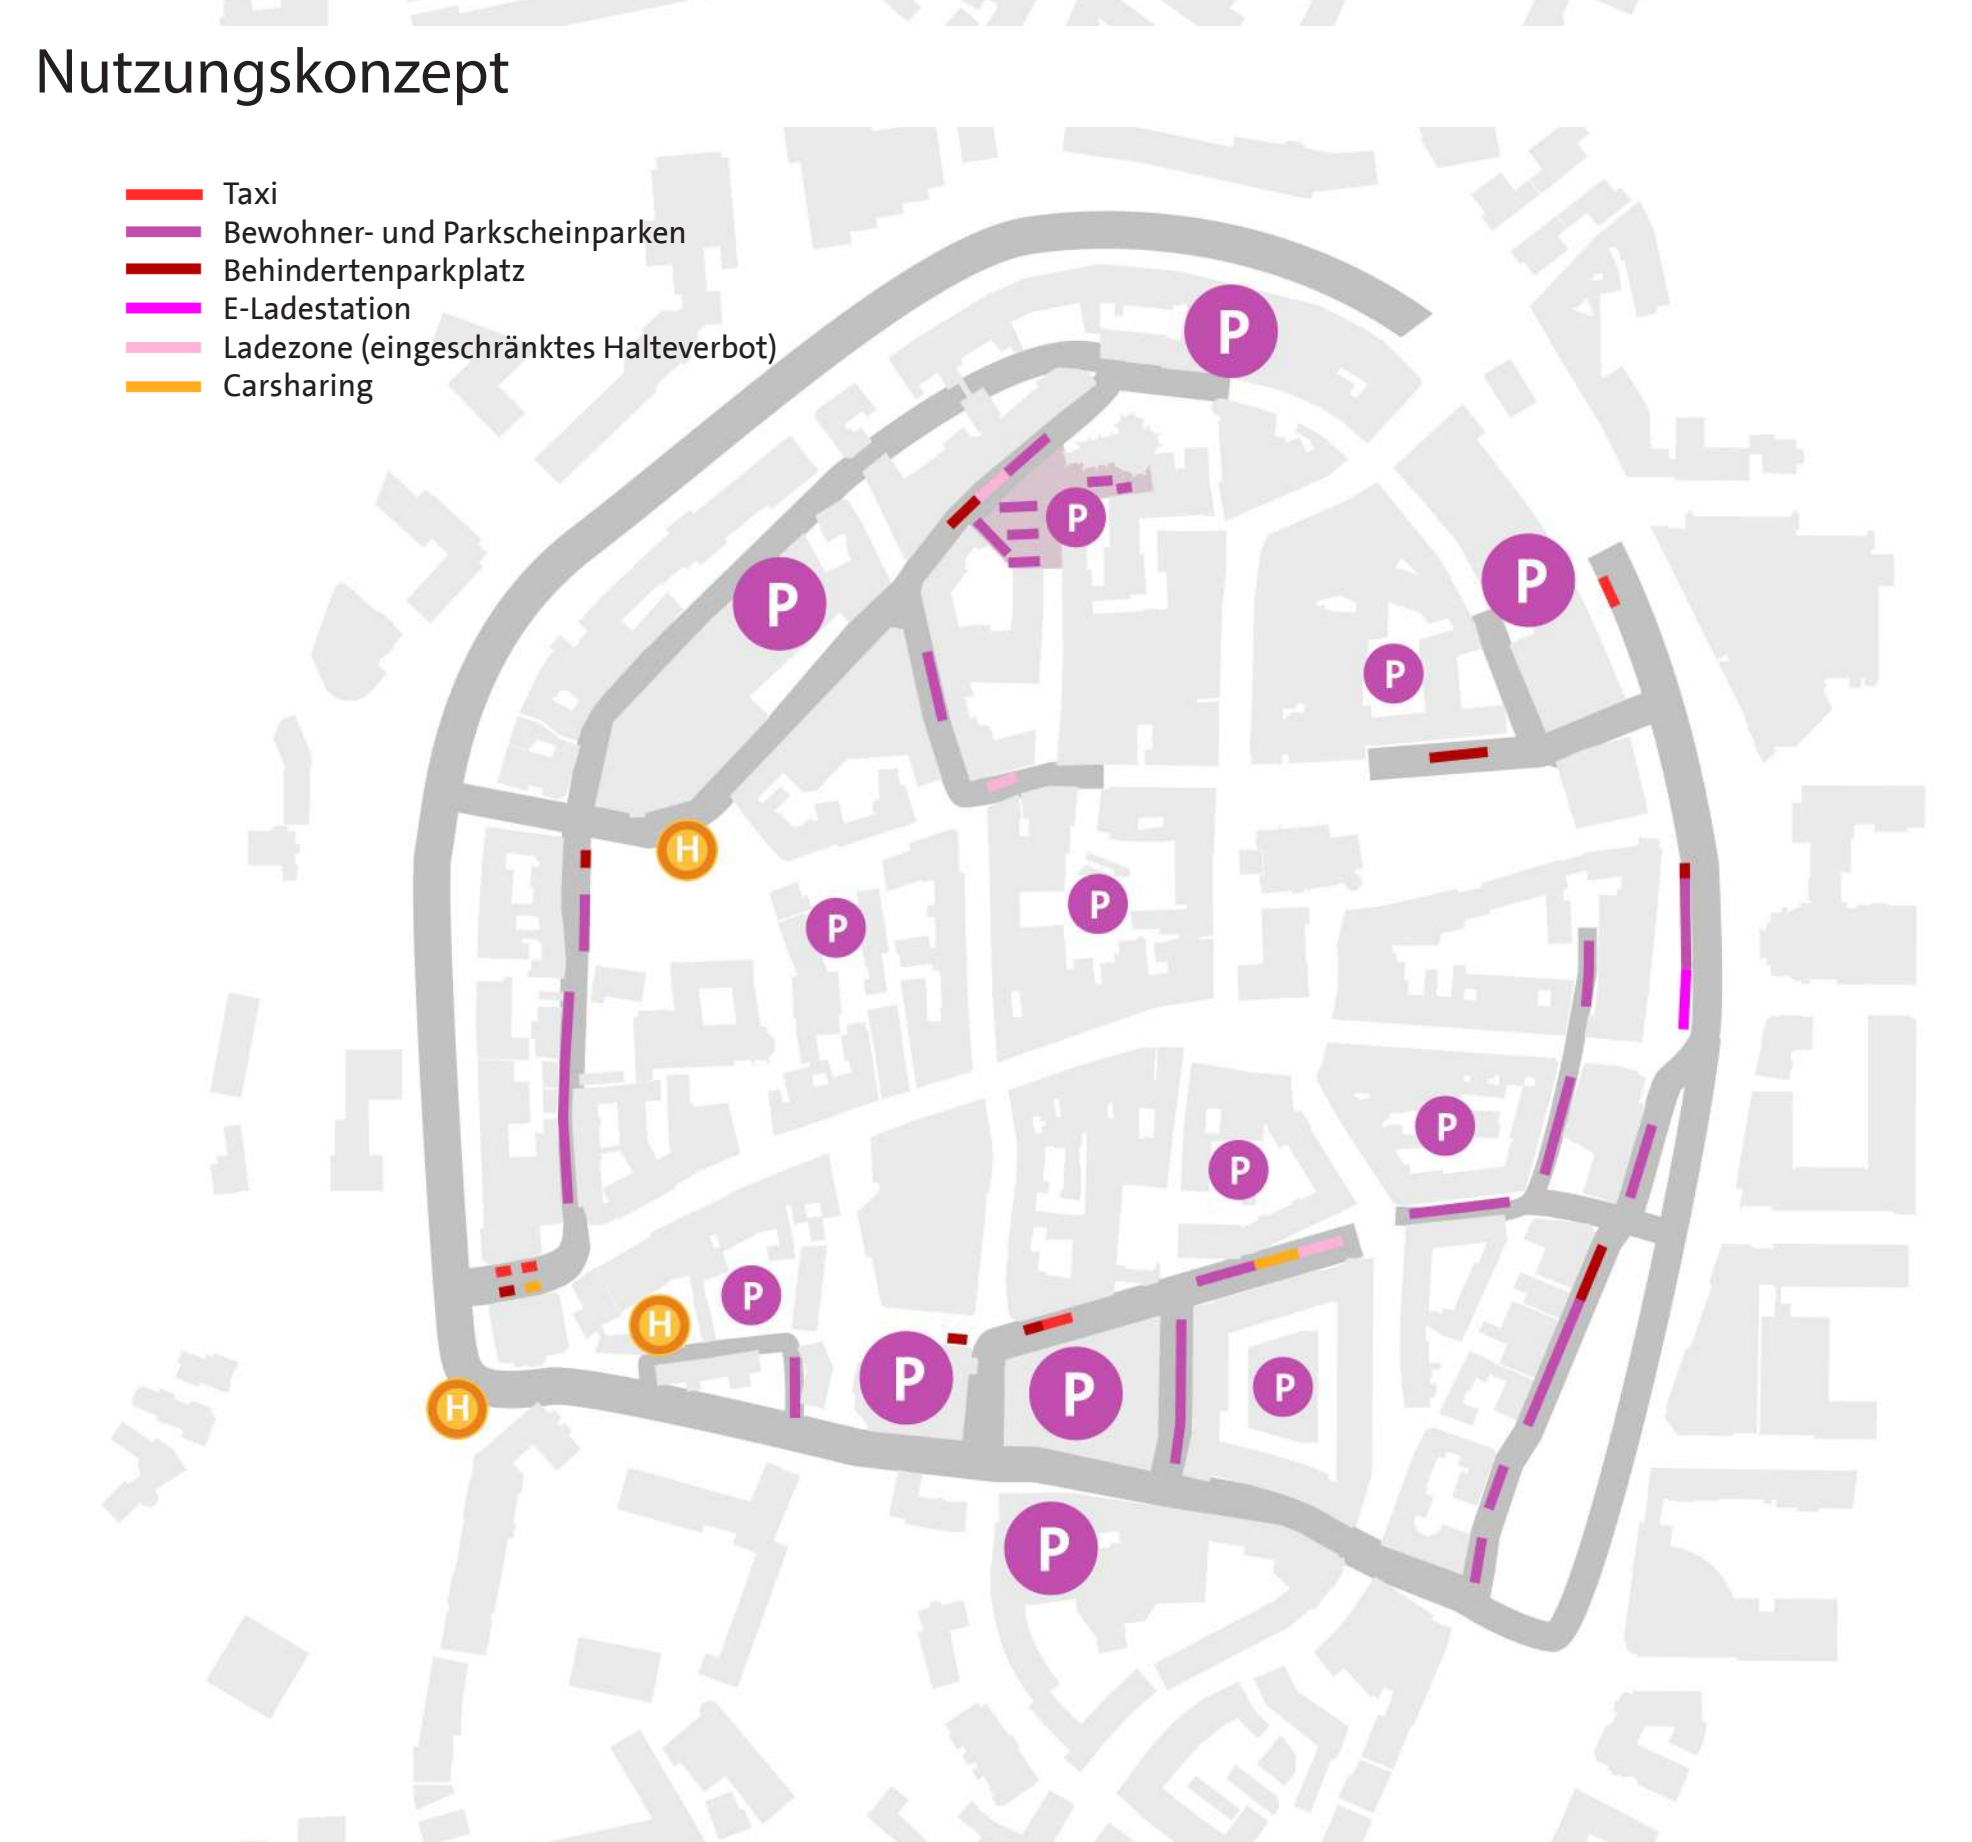 Nutzungskonzept
Taxi
Bewohner- und Parkscheinparken
Behindertenparkplatz
E-Ladestation
Ladezone (eingeschränktes Halteverbot)
Carsharing
P
P
P
P
P
H
P
P
P
P
P
H
P
P
P
H
P
P